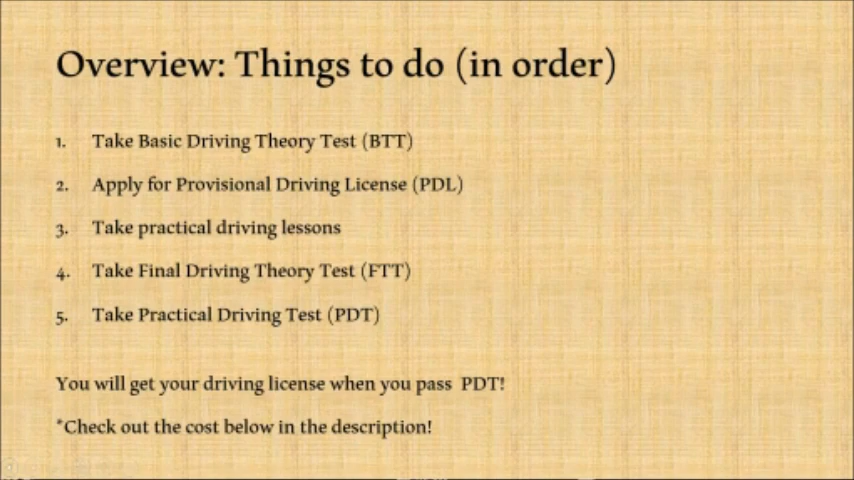 Overview: Things to do (in order)
1. Take Basic Driving Theory Test (BTT)
2. Apply for Provisional Driving License (PDL)
3. Take practical driving lessons
4. Take Final Driving Theory Test (FTT)
5. Take Practical Driving Test (PDT)
You will get your driving license when you pass PDT!
*Check out the cost below in the description!